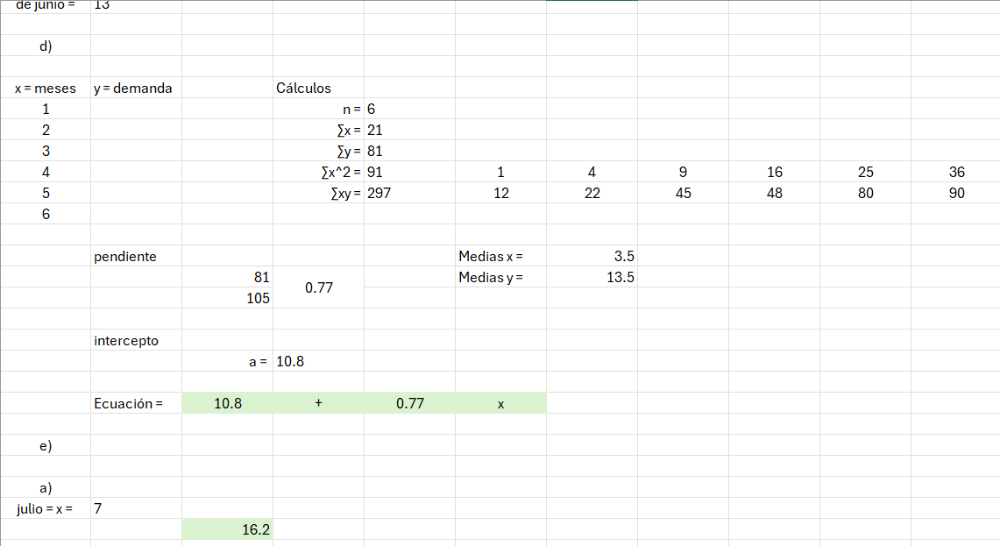 de junio = 13
d)
x = meses y = demanda Cálculos
1 n = 6
2 ∑x = 21
3 ∑y = 81
4 ∑x^2 = 91 1 4 9 16 25 36
5 ∑xy = 297 12 22 45 48 80 90
6
pendiente Medias x = 3.5
81 Medias y = 13.5
0.77
105
intercepto
a = 10.8
Ecuación = 10.8 + 0.77 x
e)
a)
julio = x = 7
16.2